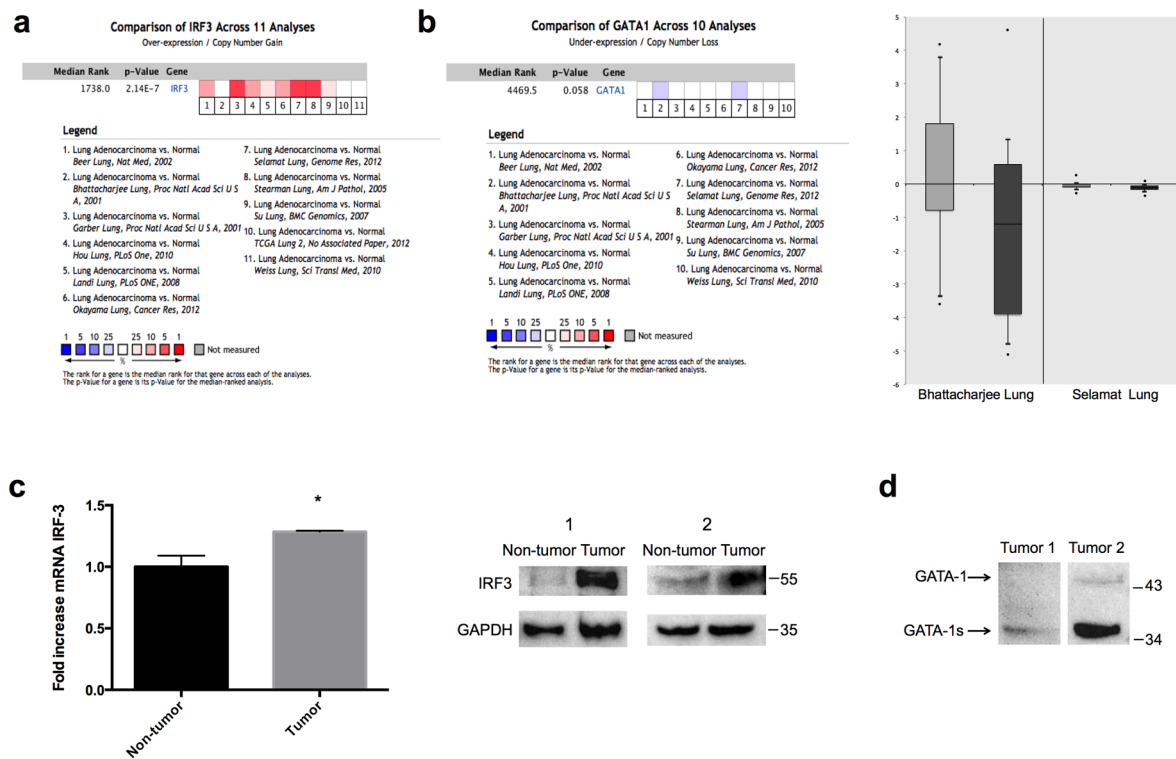 a
Comparison of IRF3 Across 11 Analyses
Over-expression / Copy Number Gain
Median Rank p-Value Gene
1738.0 2.14E-7 IRF3
1 2 3 4 5 6 7 8 9 10 11
Legend
1. Lung Adenocarcinoma vs. Normal
Beer Lung, Nat Med, 2002
2. Lung Adenocarcinoma vs. Normal
Bhattacharjee Lung, Proc Natl Acad Sci U S
A, 2001
3. Lung Adenocarcinoma vs. Normal
Garber Lung, Proc Natl Acad Sci U S A, 2001
4. Lung Adenocarcinoma vs. Normal
Hou Lung, PLoS One, 2010
5. Lung Adenocarcinoma vs. Normal
Landi Lung, PLoS ONE, 2008
6. Lung Adenocarcinoma vs. Normal
Okayama Lung, Cancer Res, 2012
7. Lung Adenocarcinoma vs. Normal
Selamat Lung, Genome Res, 2012
8. Lung Adenocarcinoma vs. Normal
Stearman Lung, Am J Pathol, 2005
9. Lung Adenocarcinoma vs. Normal
Su Lung, BMC Genomics, 2007
10. Lung Adenocarcinoma vs. Normal
TCGA Lung 2, No Associated Paper, 2012
11. Lung Adenocarcinoma vs. Normal
Weiss Lung, Sci Transl Med, 2010
1 5 10 25 25 10 5 1
Not measured
%
The rank for a gene is the median rank for that gene across each of the analyses.
The p-Value for a gene is its p-Value for the median-ranked analysis.
b
Comparison of GATA1 Across 10 Analyses
Under-expression / Copy Number Loss
Median Rank p-Value Gene
4469.5 0.058 GATA1
1 2 3 4 5 6 7 8 9 10
Legend
1. Lung Adenocarcinoma vs. Normal
Beer Lung, Nat Med, 2002
2. Lung Adenocarcinoma vs. Normal
Bhattacharjee Lung, Proc Natl Acad Sci U S
A, 2001
3. Lung Adenocarcinoma vs. Normal
Garber Lung, Proc Natl Acad Sci U S A, 2001
4. Lung Adenocarcinoma vs. Normal
Hou Lung, PLoS One, 2010
5. Lung Adenocarcinoma vs. Normal
Landi Lung, PLoS ONE, 2008
6. Lung Adenocarcinoma vs. Normal
Okayama Lung, Cancer Res, 2012
7. Lung Adenocarcinoma vs. Normal
Selamat Lung, Genome Res, 2012
8. Lung Adenocarcinoma vs. Normal
Stearman Lung, Am J Pathol, 2005
9. Lung Adenocarcinoma vs. Normal
Su Lung, BMC Genomics, 2007
10. Lung Adenocarcinoma vs. Normal
Weiss Lung, Sci Transl Med, 2010
1 5 10 25 25 10 5 1
Not measured
%
The rank for a gene is the median rank for that gene across each of the analyses.
The p-Value for a gene is its p-Value for the median-ranked analysis.
5
4
3
2
1
0
-1
-2
-3
-4
-5
-6
Bhattacharjee Lung Selamat Lung
c
Fold increase mRNA IRF-3
1.5
1.0
0.5
0.0
*
Non-tumor
Tumor
1 2
Non-tumor Tumor Non-tumor Tumor
IRF3 55
GAPDH 35
d
Tumor 1 Tumor 2
GATA-1 43
GATA-1s 34